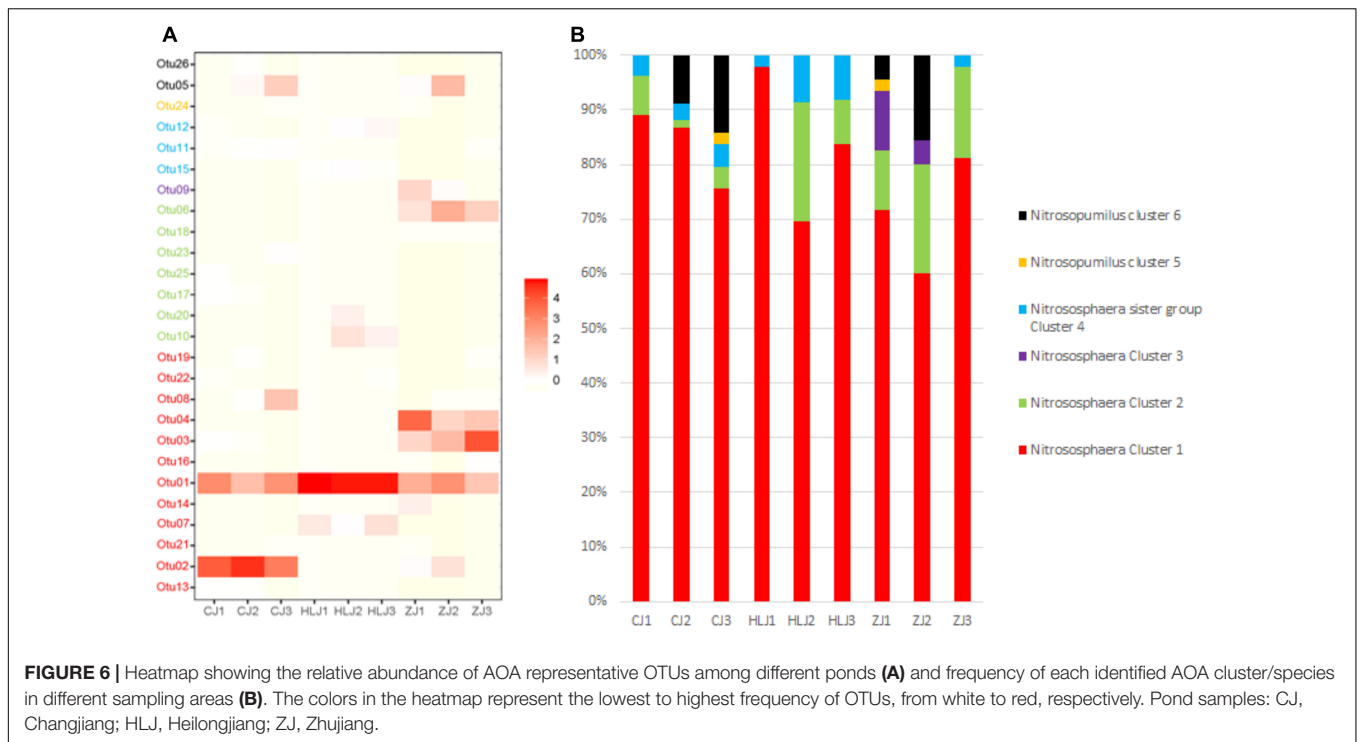 A
Otu26
Otu05
Otu24
Otu12
Otu11
Otu15
Otu09
Otu06
Otu18
Otu23
Otu25
Otu17
Otu20
Otu10
Otu19
Otu22
Otu08
Otu04
Otu03
Otu16
Otu01
Otu14
Otu07
Otu21
Otu02
Otu13
CJ1 CJ2 CJ3 HLJ1 HLJ2 HLJ3 ZJ1 ZJ2 ZJ3
4
3
2
1
0
B
100%
90%
80%
70%
60%
50%
40%
30%
20%
10%
0%
CJ1 CJ2 CJ3 HLJ1 HLJ2 HLJ3 ZJ1 ZJ2 ZJ3
Nitrosopumilus cluster 6
Nitrosopumilus cluster 5
Nitrososphaera sister group
Cluster 4
Nitrososphaera Cluster 3
Nitrososphaera Cluster 2
Nitrososphaera Cluster 1
FIGURE 6 | Heatmap showing the relative abundance of AOA representative OTUs among different ponds (A) and frequency of each identified AOA cluster/species
in different sampling areas (B). The colors in the heatmap represent the lowest to highest frequency of OTUs, from white to red, respectively. Pond samples: CJ,
Changjiang; HLJ, Heilongjiang; ZJ, Zhujiang.